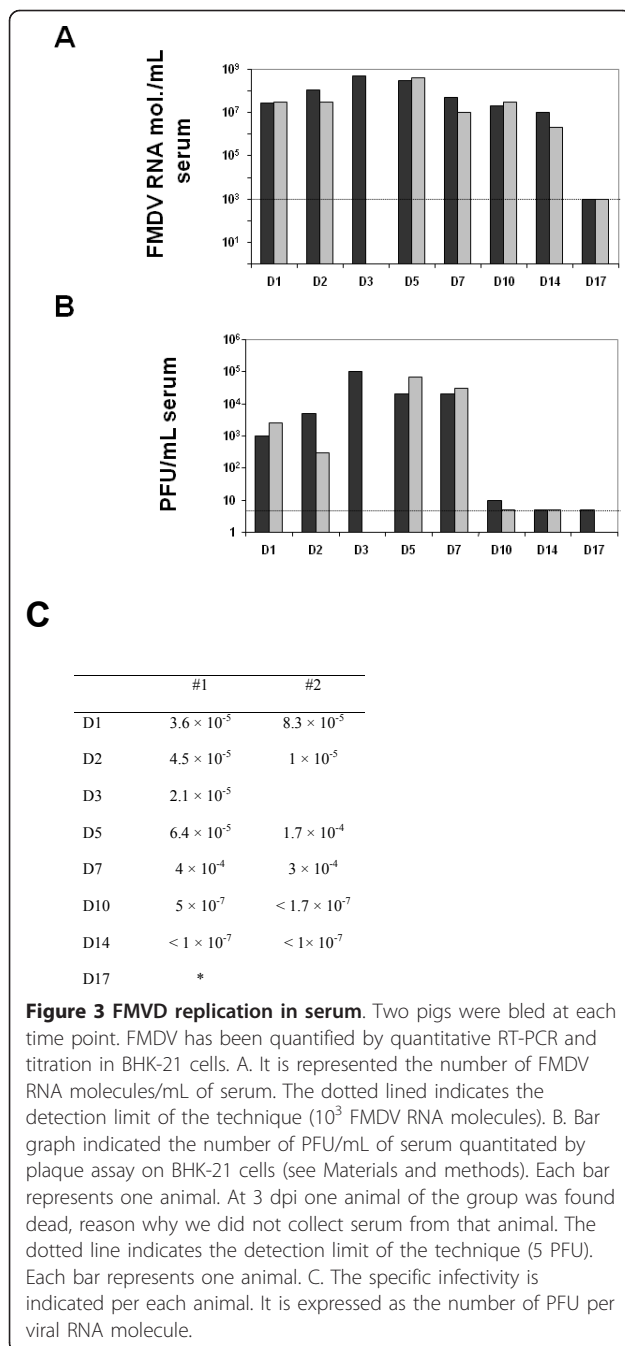 A
FMDV RNA mol./mL
serum
10⁹
10⁷
10⁵
10³
10¹
D1 D2 D3 D5 D7 D10 D14 D17
B
PFU/mL serum
10⁶
10⁵
10⁴
10³
10²
10
1
D1 D2 D3 D5 D7 D10 D14 D17
C
#1 #2
D1 3.6 × 10⁻⁵ 8.3 × 10⁻⁵
D2 4.5 × 10⁻⁵ 1 × 10⁻⁵
D3 2.1 × 10⁻⁵
D5 6.4 × 10⁻⁵ 1.7 × 10⁻⁴
D7 4 × 10⁻⁴ 3 × 10⁻⁴
D10 5 × 10⁻⁷ < 1.7 × 10⁻⁷
D14 < 1 × 10⁻⁷ < 1× 10⁻⁷
D17 *
Figure 3 FMVD replication in serum. Two pigs were bled at each
time point. FMDV has been quantified by quantitative RT-PCR and
titration in BHK-21 cells. A. It is represented the number of FMDV
RNA molecules/mL of serum. The dotted lined indicates the
detection limit of the technique (10³ FMDV RNA molecules). B. Bar
graph indicated the number of PFU/mL of serum quantitated by
plaque assay on BHK-21 cells (see Materials and methods). Each bar
represents one animal. At 3 dpi one animal of the group was found
dead, reason why we did not collect serum from that animal. The
dotted line indicates the detection limit of the technique (5 PFU).
Each bar represents one animal. C. The specific infectivity is
indicated per each animal. It is expressed as the number of PFU per
viral RNA molecule.